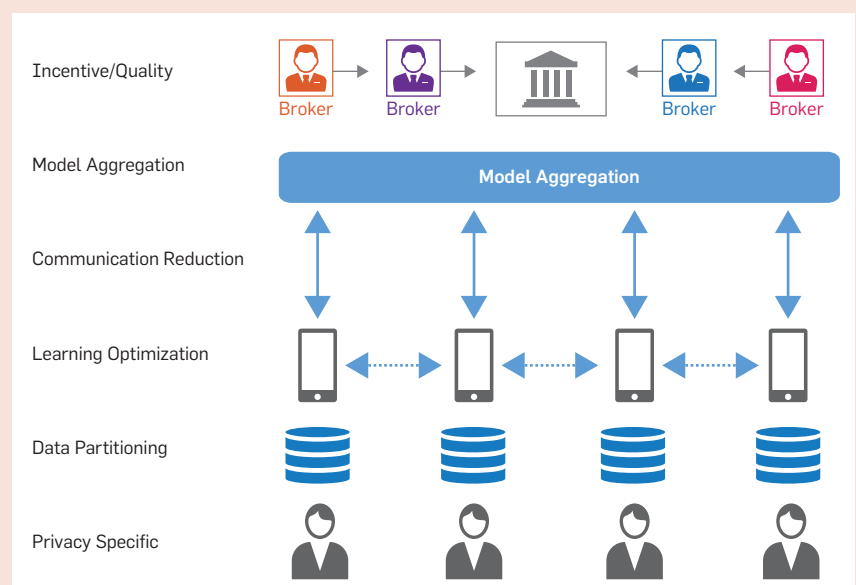 Incentive/Quality
Broker
Broker
Broker
Broker
Model Aggregation
Model Aggregation
Communication Reduction
Learning Optimization
Data Partitioning
Privacy Specific